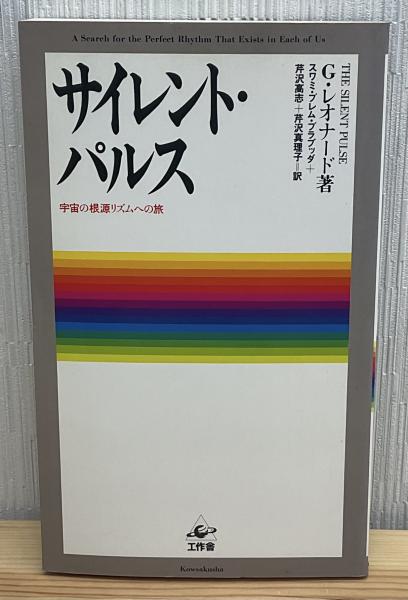 A Search for the Perfect Rhythm That Exists in Each of Us
サイレント・
パルス
宇宙の根源リズムへの旅
THE SILENT PULSE
G・レオナード著
スワミ・プレム・プラブッダ+
芹沢高志+芹沢真理子=訳
工作舎
Kowsakusha